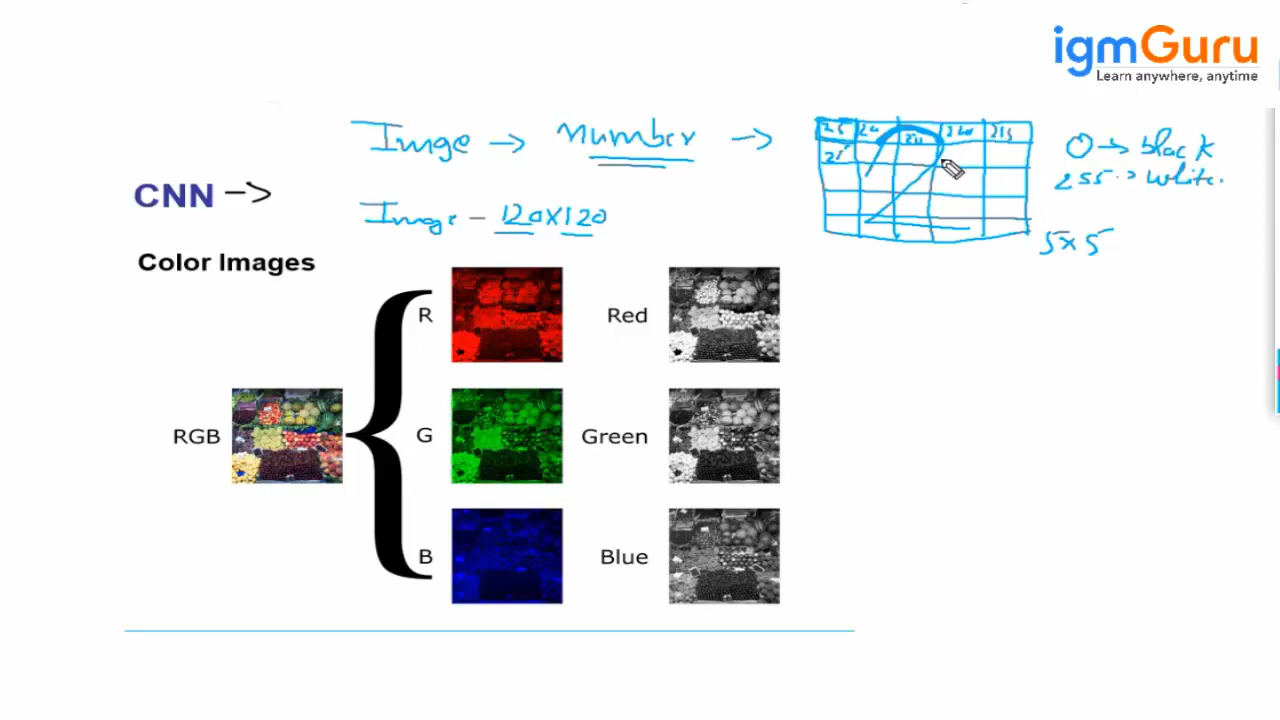 igmGuru
Learn anywhere, anytime
Image → Number →
0 → black
255 → white.
CNN →
Image - 120x120
5x5
Color Images
R
Red
RGB
G
Green
B
Blue